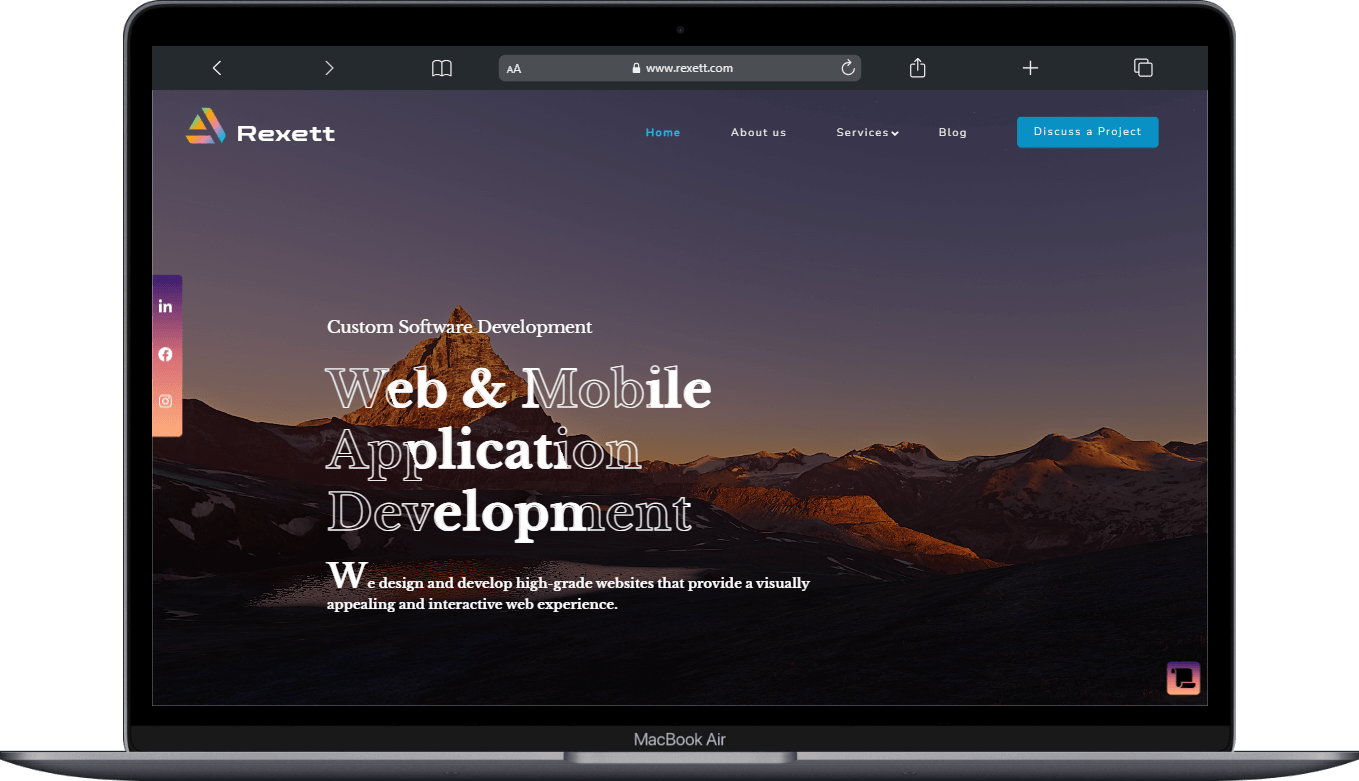 AA www.rexett.com
Rexett Home About us Services Blog Discuss a Project
in
Custom Software Development
Web & Mobile
Application
Development
We design and develop high-grade websites that provide a visually
appealing and interactive web experience.
MacBook Air